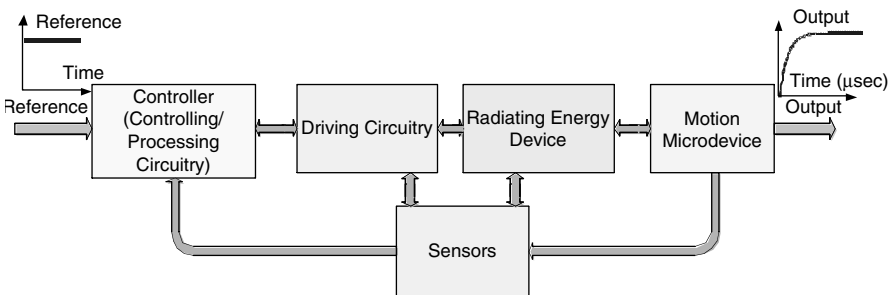 Reference
Time
Reference
Controller
(Controlling/
Processing
Circuitry)
Driving Circuitry
Radiating Energy
Device
Motion
Microdevice
Output
Time (μsec)
Output
Sensors